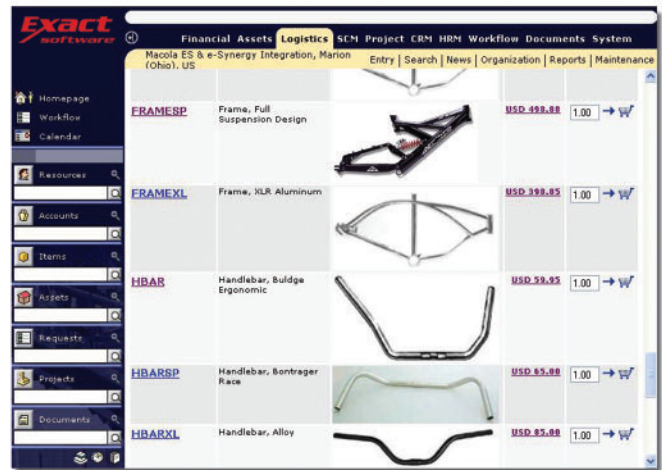 Exact
software
Financial Assets Logistics SCM Project CRM HRM Workflow Documents System
Macola ES & e-Synergy Integration, Marion
(Ohio), US
Entry | Search | News | Organization | Reports | Maintenance
Homepage
Workflow
Calendar
Resources
Accounts
Items
Assets
Requests
Projects
Documents
FRAMESP
Frame, Full
Suspension Design
USD 498.88
1.00
FRAMEXL
Frame, XLR Aluminum
USD 398.85
1.00
HBAR
Handlebar, Buldge
Ergonomic
USD 59.95
1.00
HBARSP
Handlebar, Bontrager
Race
USD 65.00
1.00
HBARXL
Handlebar, Alloy
USD 85.00
1.00